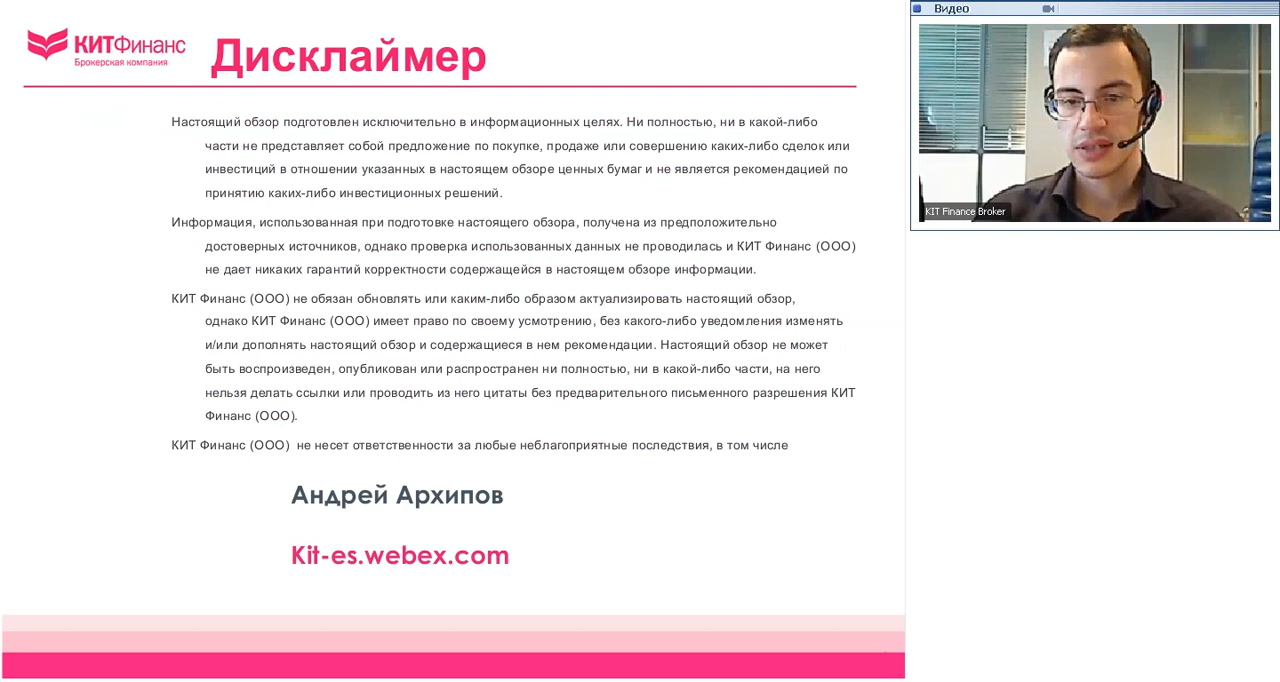 КИТФинанс
Брокерская компания
Дисклаймер
Настоящий обзор подготовлен исключительно в информационных целях. Ни полностью, ни в какой-либо
части не представляет собой предложение по покупке, продаже или совершению каких-либо сделок или
инвестиций в отношении указанных в настоящем обзоре ценных бумаг и не является рекомендацией по
принятию каких-либо инвестиционных решений.
Информация, использованная при подготовке настоящего обзора, получена из предположительно
достоверных источников, однако проверка использованных данных не проводилась и КИТ Финанс (ООО)
не дает никаких гарантий корректности содержащейся в настоящем обзоре информации.
КИТ Финанс (ООО) не обязан обновлять или каким-либо образом актуализировать настоящий обзор,
однако КИТ Финанс (ООО) имеет право по своему усмотрению, без какого-либо уведомления изменять
и/или дополнять настоящий обзор и содержащиеся в нем рекомендации. Настоящий обзор не может
быть воспроизведен, опубликован или распространен ни полностью, ни в какой-либо части, на него
нельзя делать ссылки или проводить из него цитаты без предварительного письменного разрешения КИТ
Финанс (ООО).
КИТ Финанс (ООО)  не несет ответственности за любые неблагоприятные последствия, в том числе
Андрей Архипов
Kit-es.webex.com
Видео
KIT Finance Broker